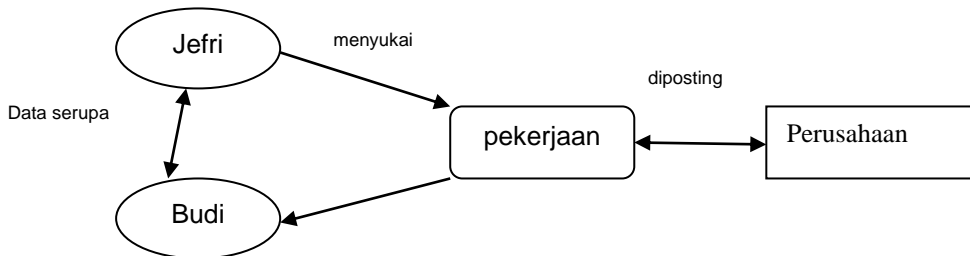 Jefri
menyukai
diposting
Data serupa
pekerjaan
Perusahaan
Budi